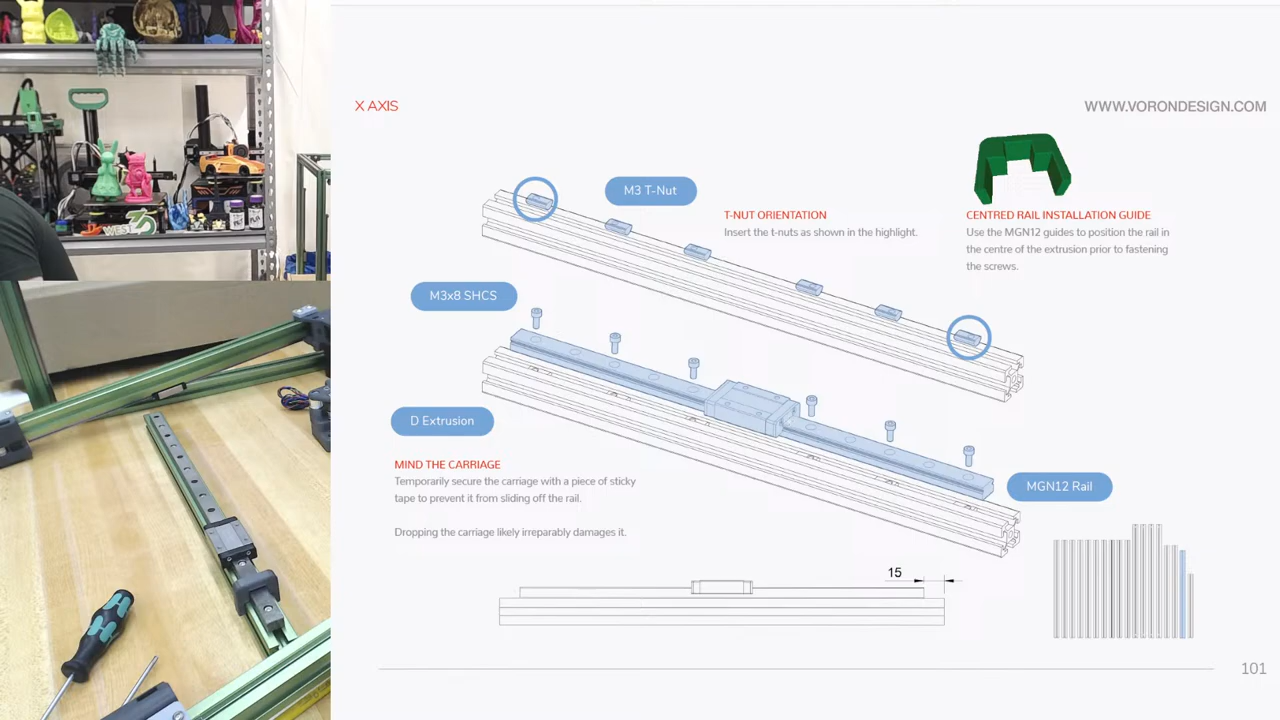 X AXIS
WWW.VORONDESIGN.COM
M3 T-Nut
T-NUT ORIENTATION
Insert the t-nuts as shown in the highlight.
CENTRED RAIL INSTALLATION GUIDE
Use the MGN12 guides to position the rail in
the centre of the extrusion prior to fastening
the screws.
M3x8 SHCS
D Extrusion
MIND THE CARRIAGE
Temporarily secure the carriage with a piece of sticky
tape to prevent it from sliding off the rail.
Dropping the carriage likely irreparably damages it.
MGN12 Rail
15
101
WEST3D